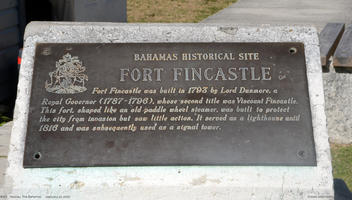 BAHAMAS HISTORICAL SITE
FORT FINCASTLE
Fort Fincastle was built in 1793 by Lord Dunmore, a
Royal Governor (1787-1796), whose second title was Viscount Fincastle.
This fort, shaped like an old paddle wheel steamer, was built to protect
the city from invasion but saw little action. It served as a lighthouse until
1816 and was subsequently used as a signal tower.